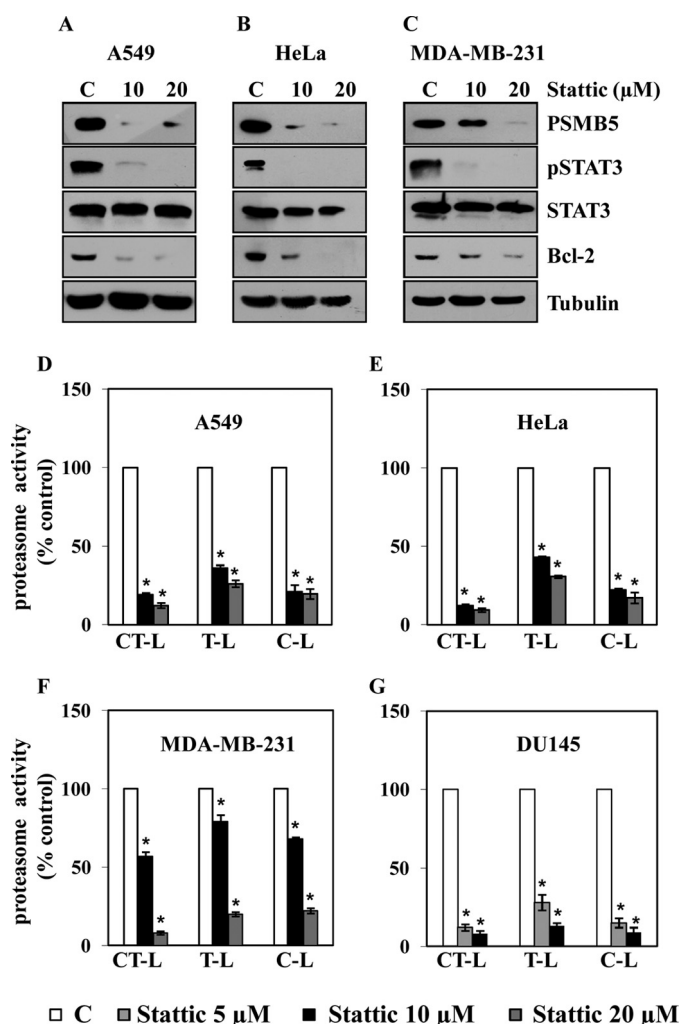 A B C
A549 HeLa MDA-MB-231
C 10 20 C 10 20 C 10 20 Stattic (µM)
PSMB5
pSTAT3
STAT3
Bcl-2
Tubulin
D E
150 150
A549 HeLa
100 100
proteasome activity
(% control)
50 50
* * * * * * * * * * * *
0 0
CT-L T-L C-L CT-L T-L C-L
F G
150 150
MDA-MB-231 DU145
100 100
proteasome activity
(% control)
50 50
* * * * * * * * * * * *
0 0
CT-L T-L C-L CT-L T-L C-L
C Stattic 5 µM Stattic 10 µM Stattic 20 µM